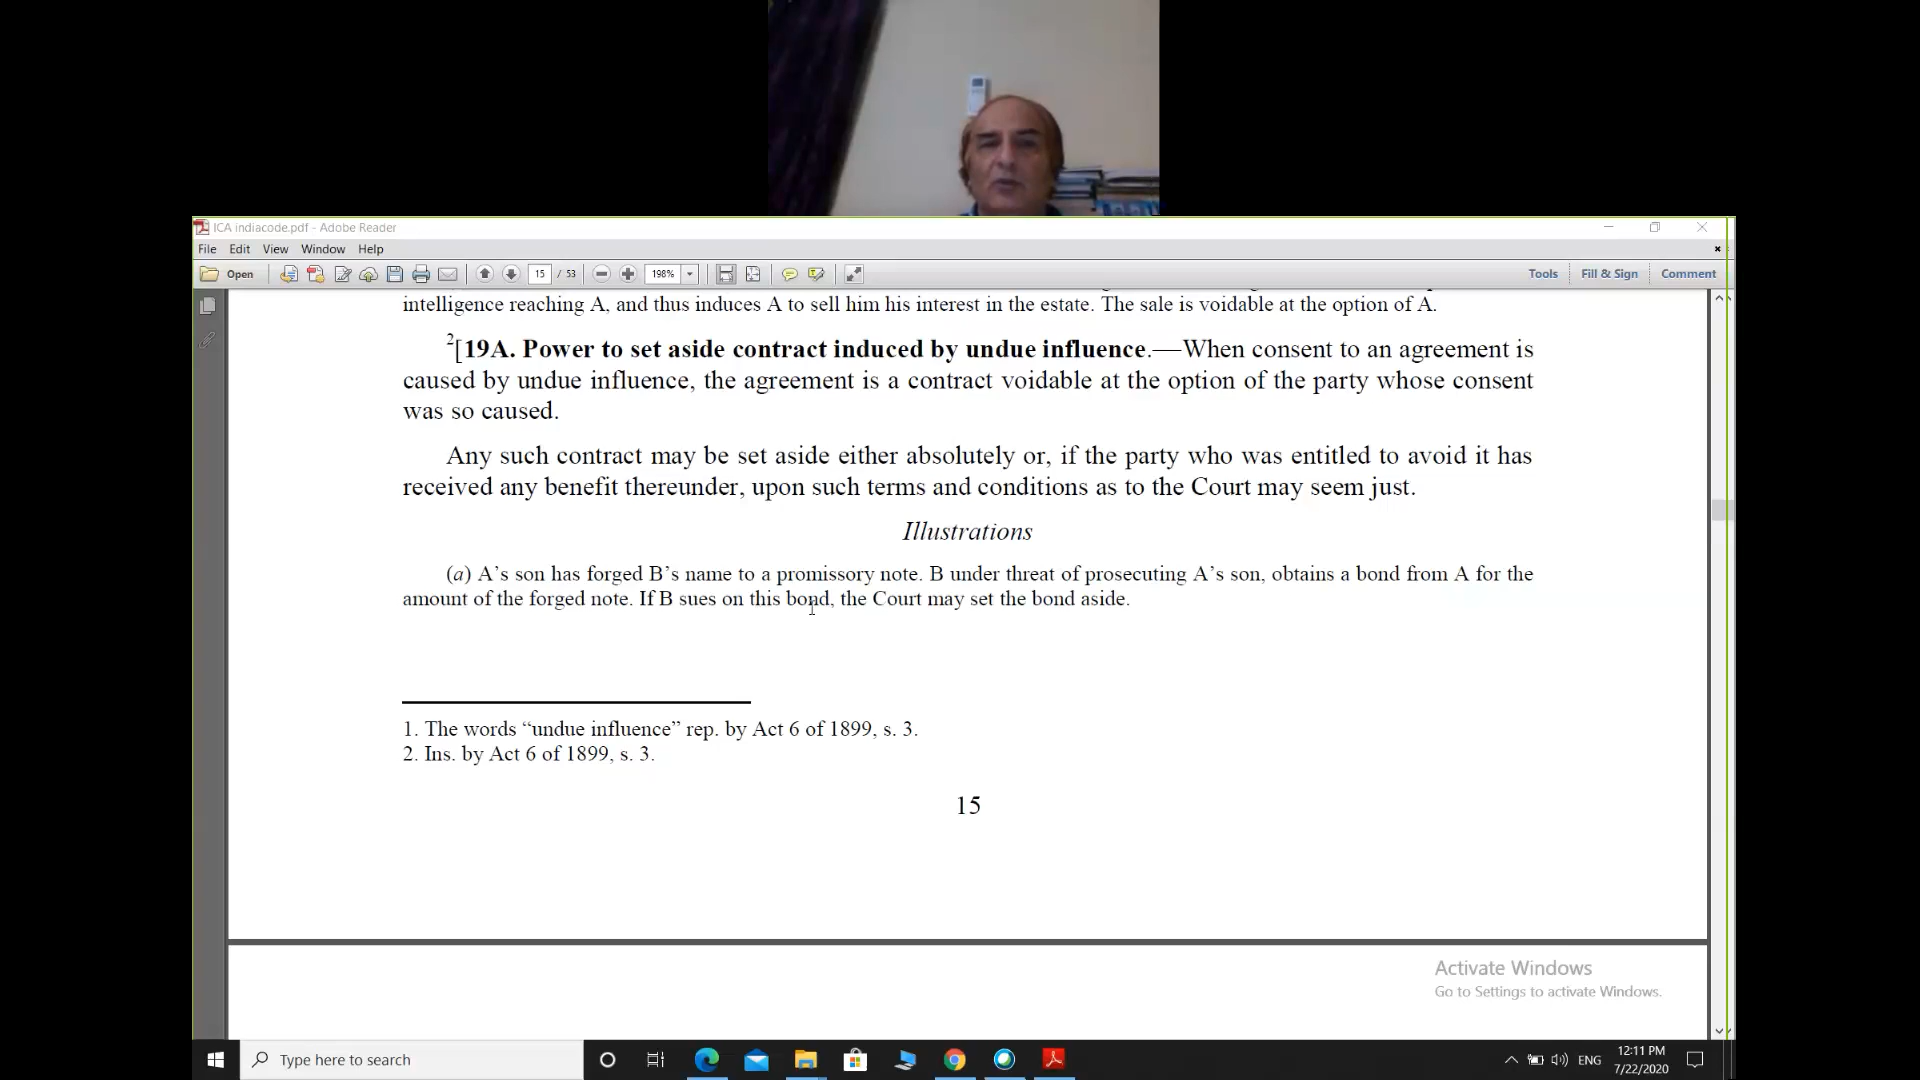 ICA indiacode.pdf - Adobe Reader
File Edit View Window Help
Open 15 / 53 198% Tools Fill & Sign Comment
intelligence reaching A, and thus induces A to sell him his interest in the estate. The sale is voidable at the option of A.
2[19A. Power to set aside contract induced by undue influence.—When consent to an agreement is
caused by undue influence, the agreement is a contract voidable at the option of the party whose consent
was so caused.
Any such contract may be set aside either absolutely or, if the party who was entitled to avoid it has
received any benefit thereunder, upon such terms and conditions as to the Court may seem just.
Illustrations
(a) A’s son has forged B’s name to a promissory note. B under threat of prosecuting A’s son, obtains a bond from A for the
amount of the forged note. If B sues on this bond, the Court may set the bond aside.
1. The words “undue influence” rep. by Act 6 of 1899, s. 3.
2. Ins. by Act 6 of 1899, s. 3.
15
Activate Windows
Go to Settings to activate Windows.
Type here to search
ENG
12:11 PM
7/22/2020